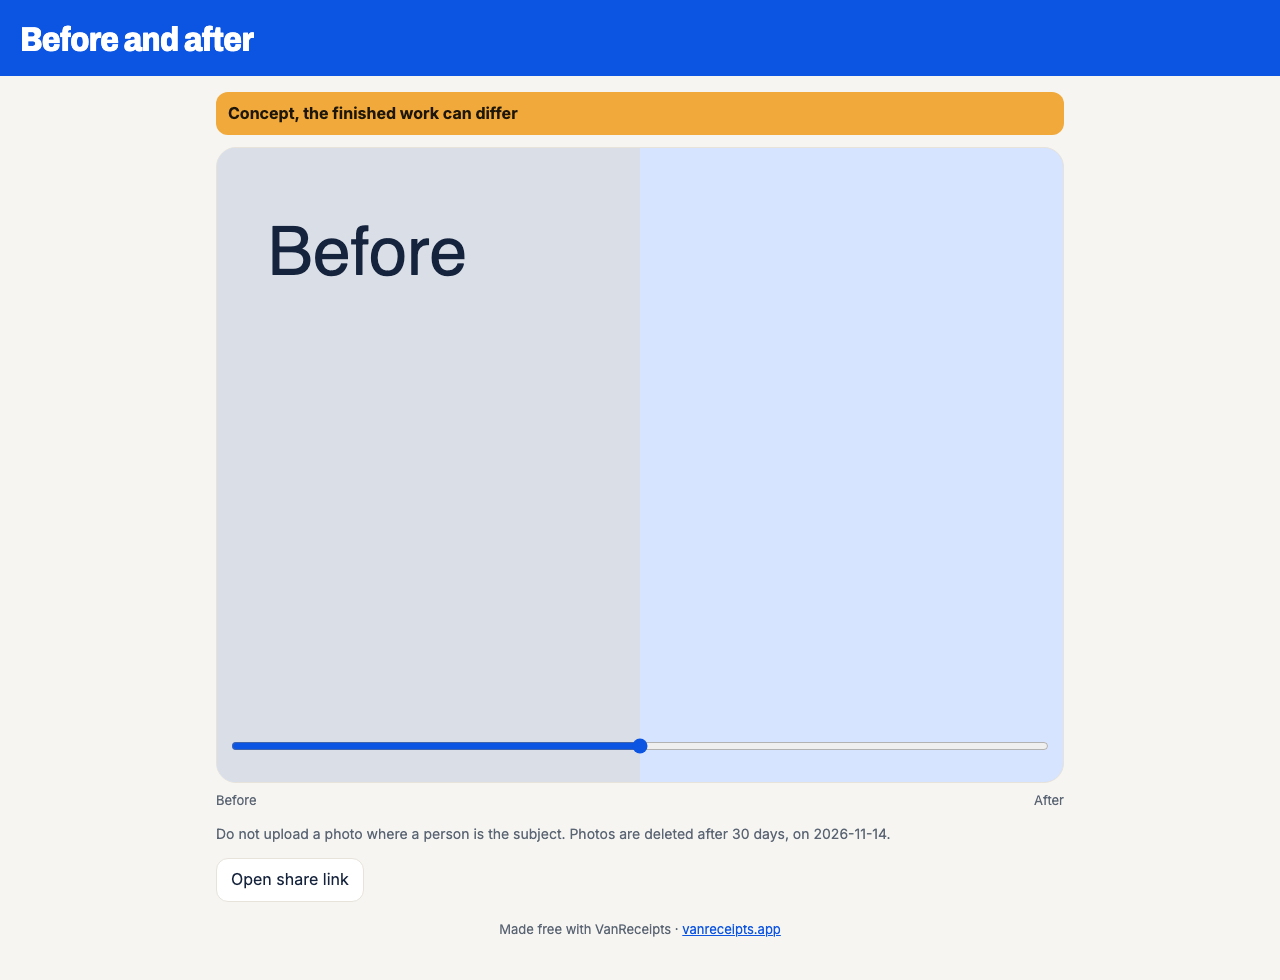 Before and after
Concept, the finished work can differ
Before
Before
After
Do not upload a photo where a person is the subject. Photos are deleted after 30 days, on 2026-11-14.
Open share link
Made free with VanReceipts · vanreceipts.app